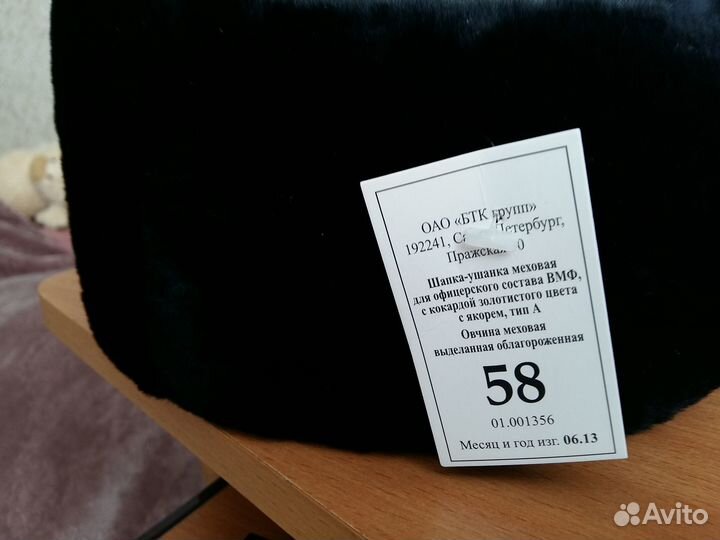 ОАО «БТК групп»
192241, Петербург,
Пражская
Шапка-ушанка меховая
для офицерского состава ВМФ,
с кокардой золотистого цвета
с якорем, тип А
Овчина меховая
выделанная облагороженная
58
01.001356
Месяц и год изг. 06.13
Avito